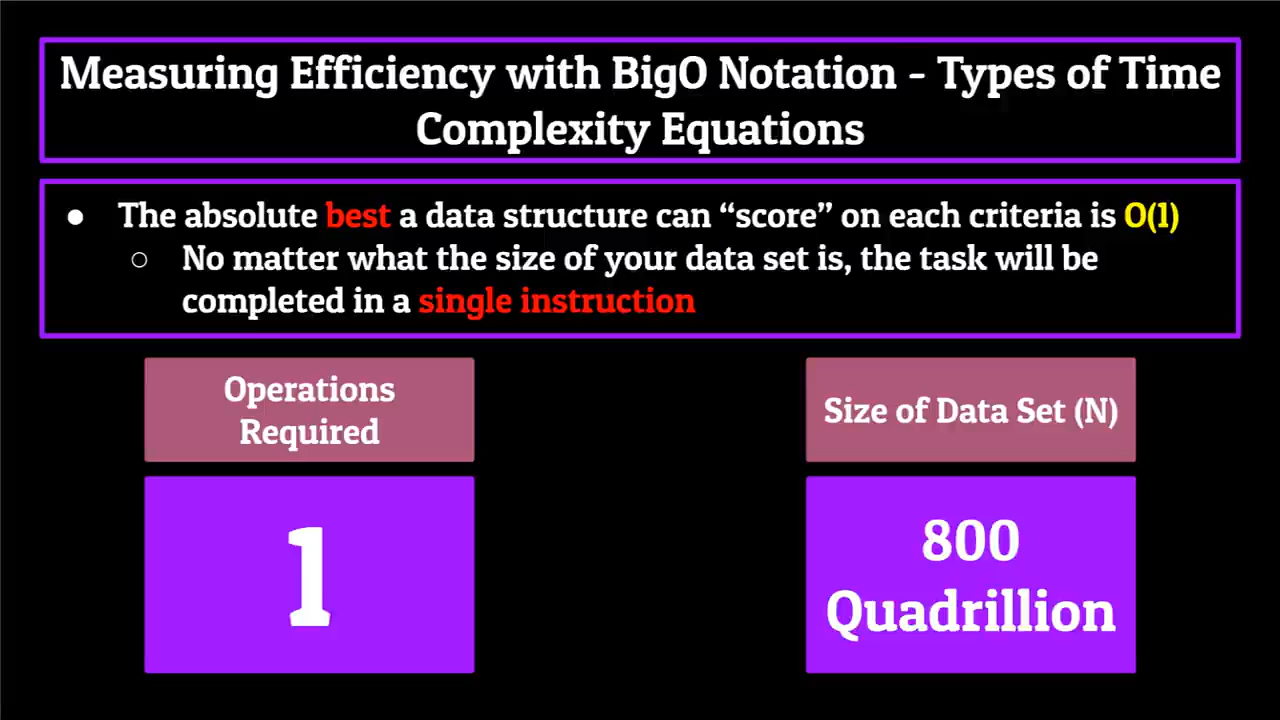 Measuring Efficiency with BigO Notation - Types of Time
Complexity Equations
● The absolute best a data structure can “score” on each criteria is O(1)
○ No matter what the size of your data set is, the task will be
completed in a single instruction
Operations
Required
Size of Data Set (N)
1
800
Quadrillion